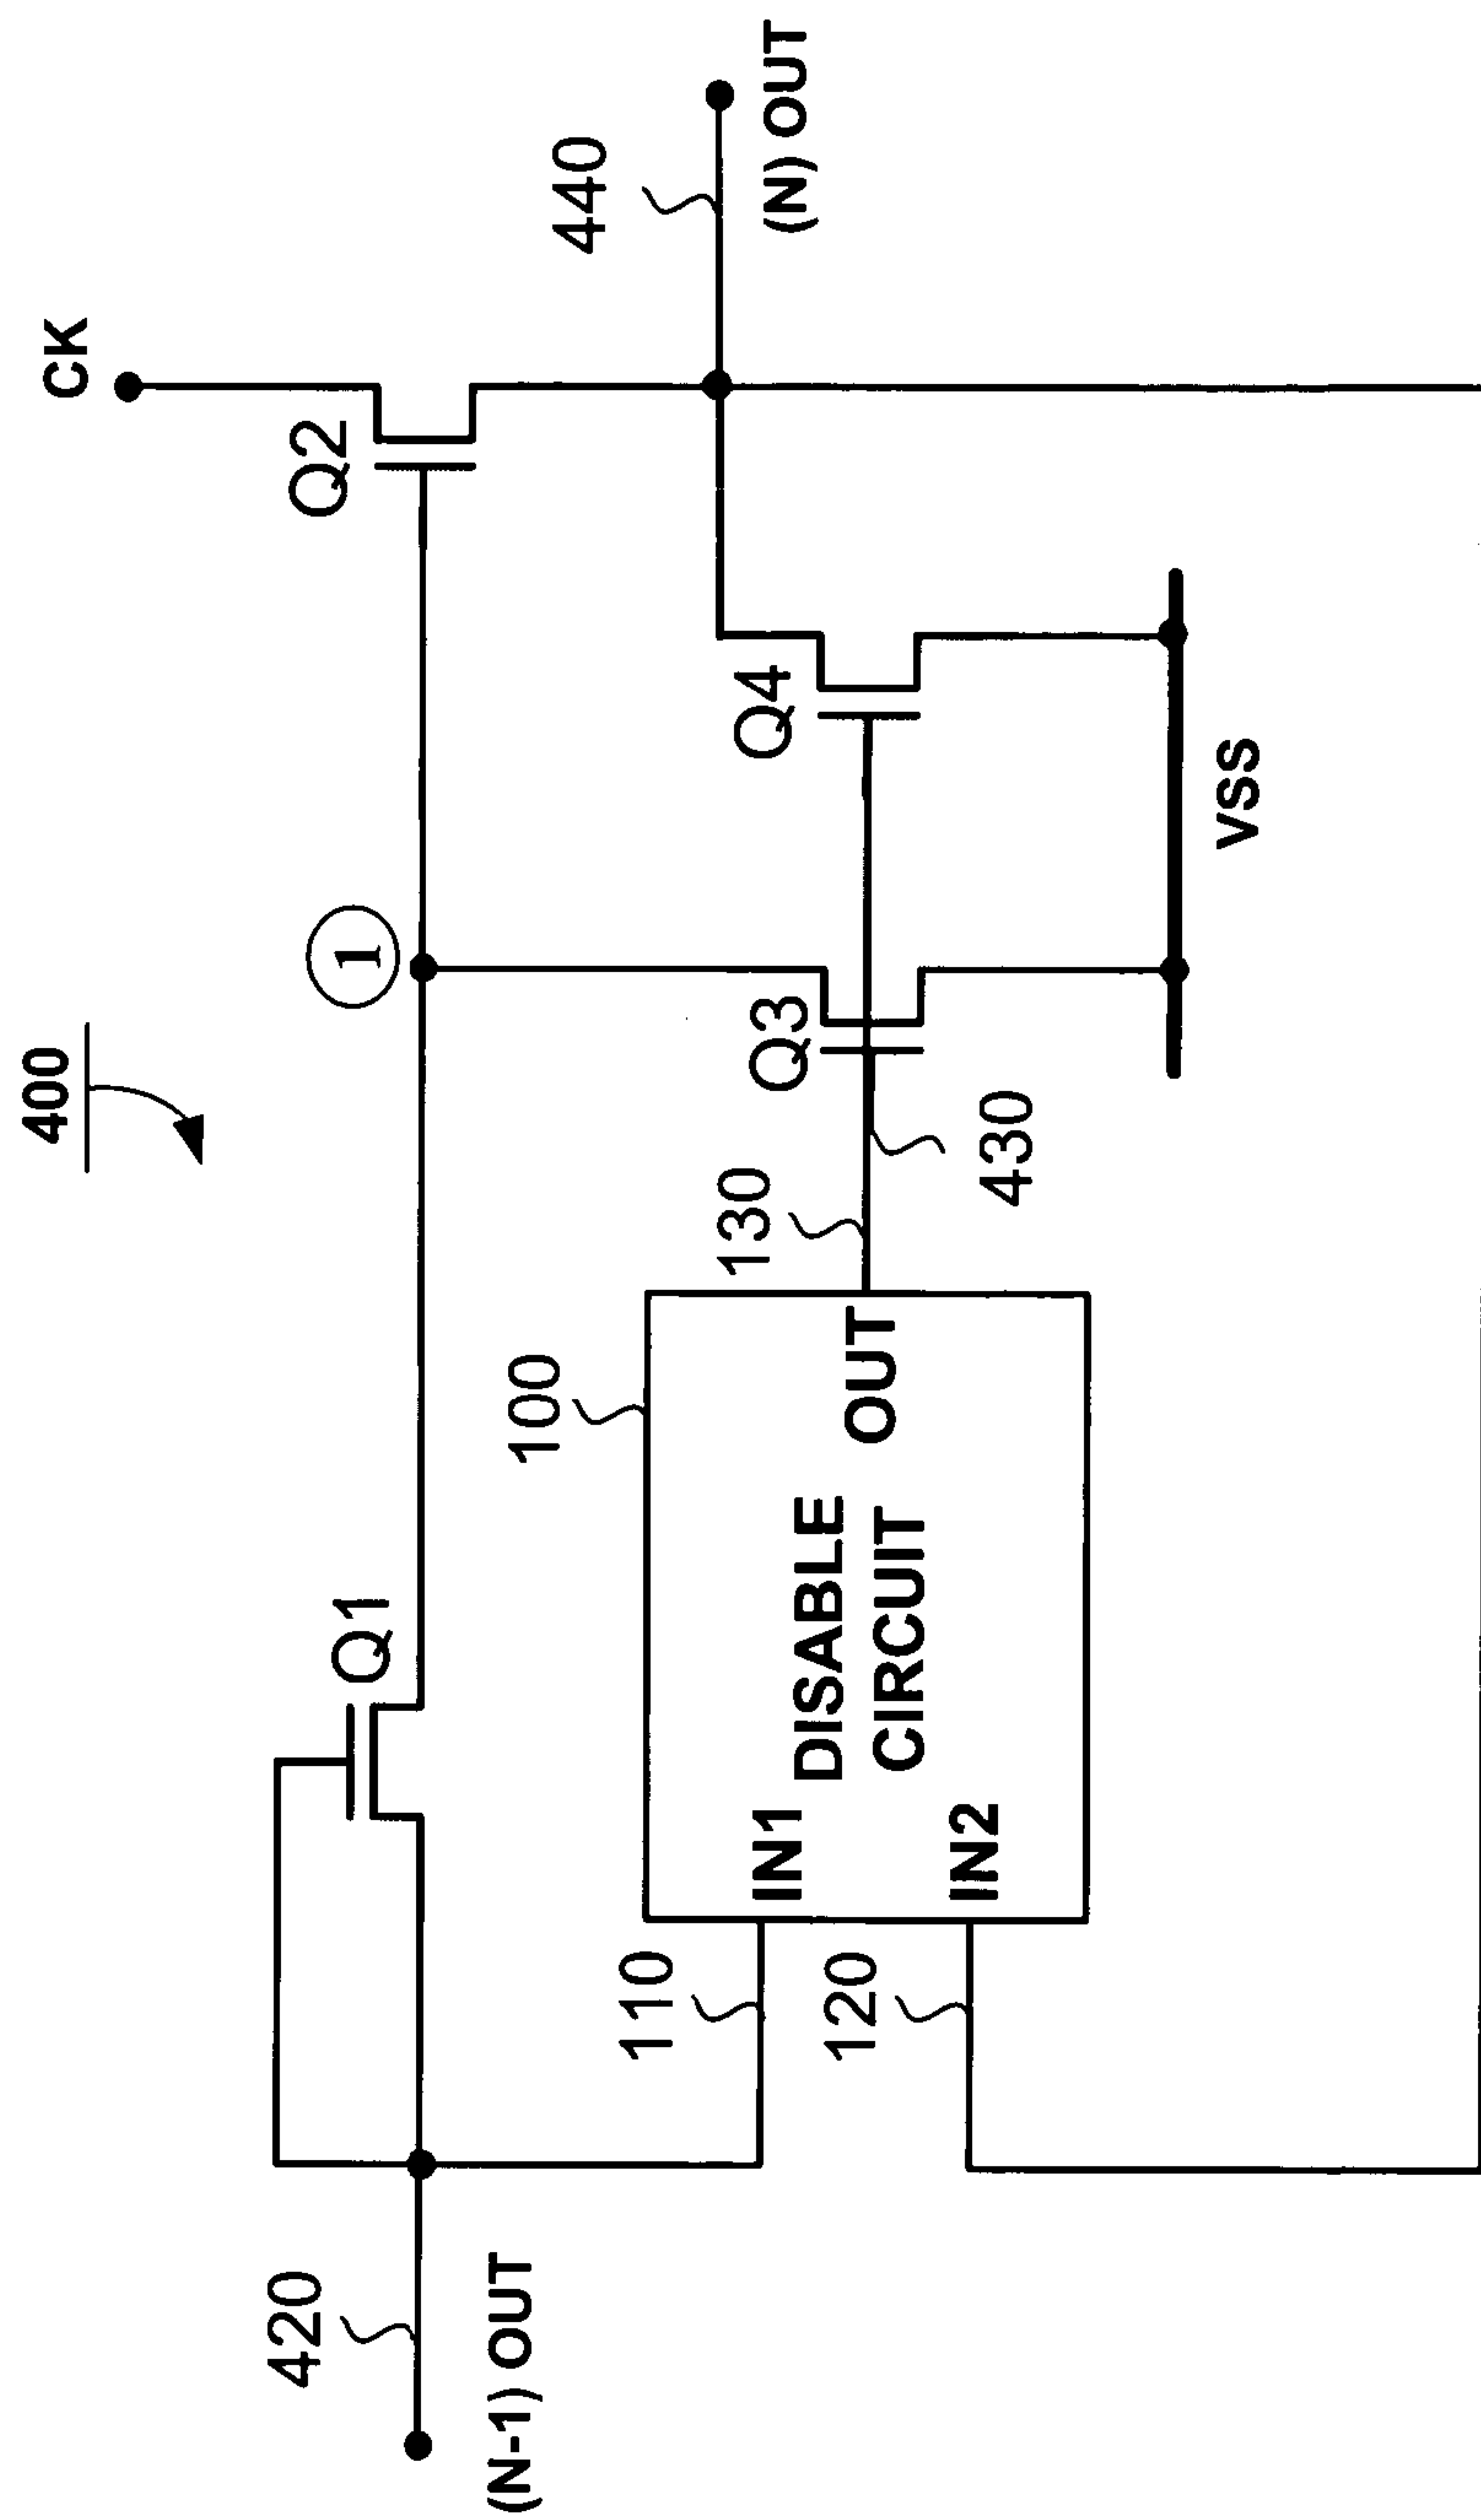 400
CK
Q1
1
Q2
420
(N-1) OUT
100
440
(N) OUT
110
IN1
DISABLE
CIRCUIT
OUT
130
Q3
Q4
120
IN2
430
VSS